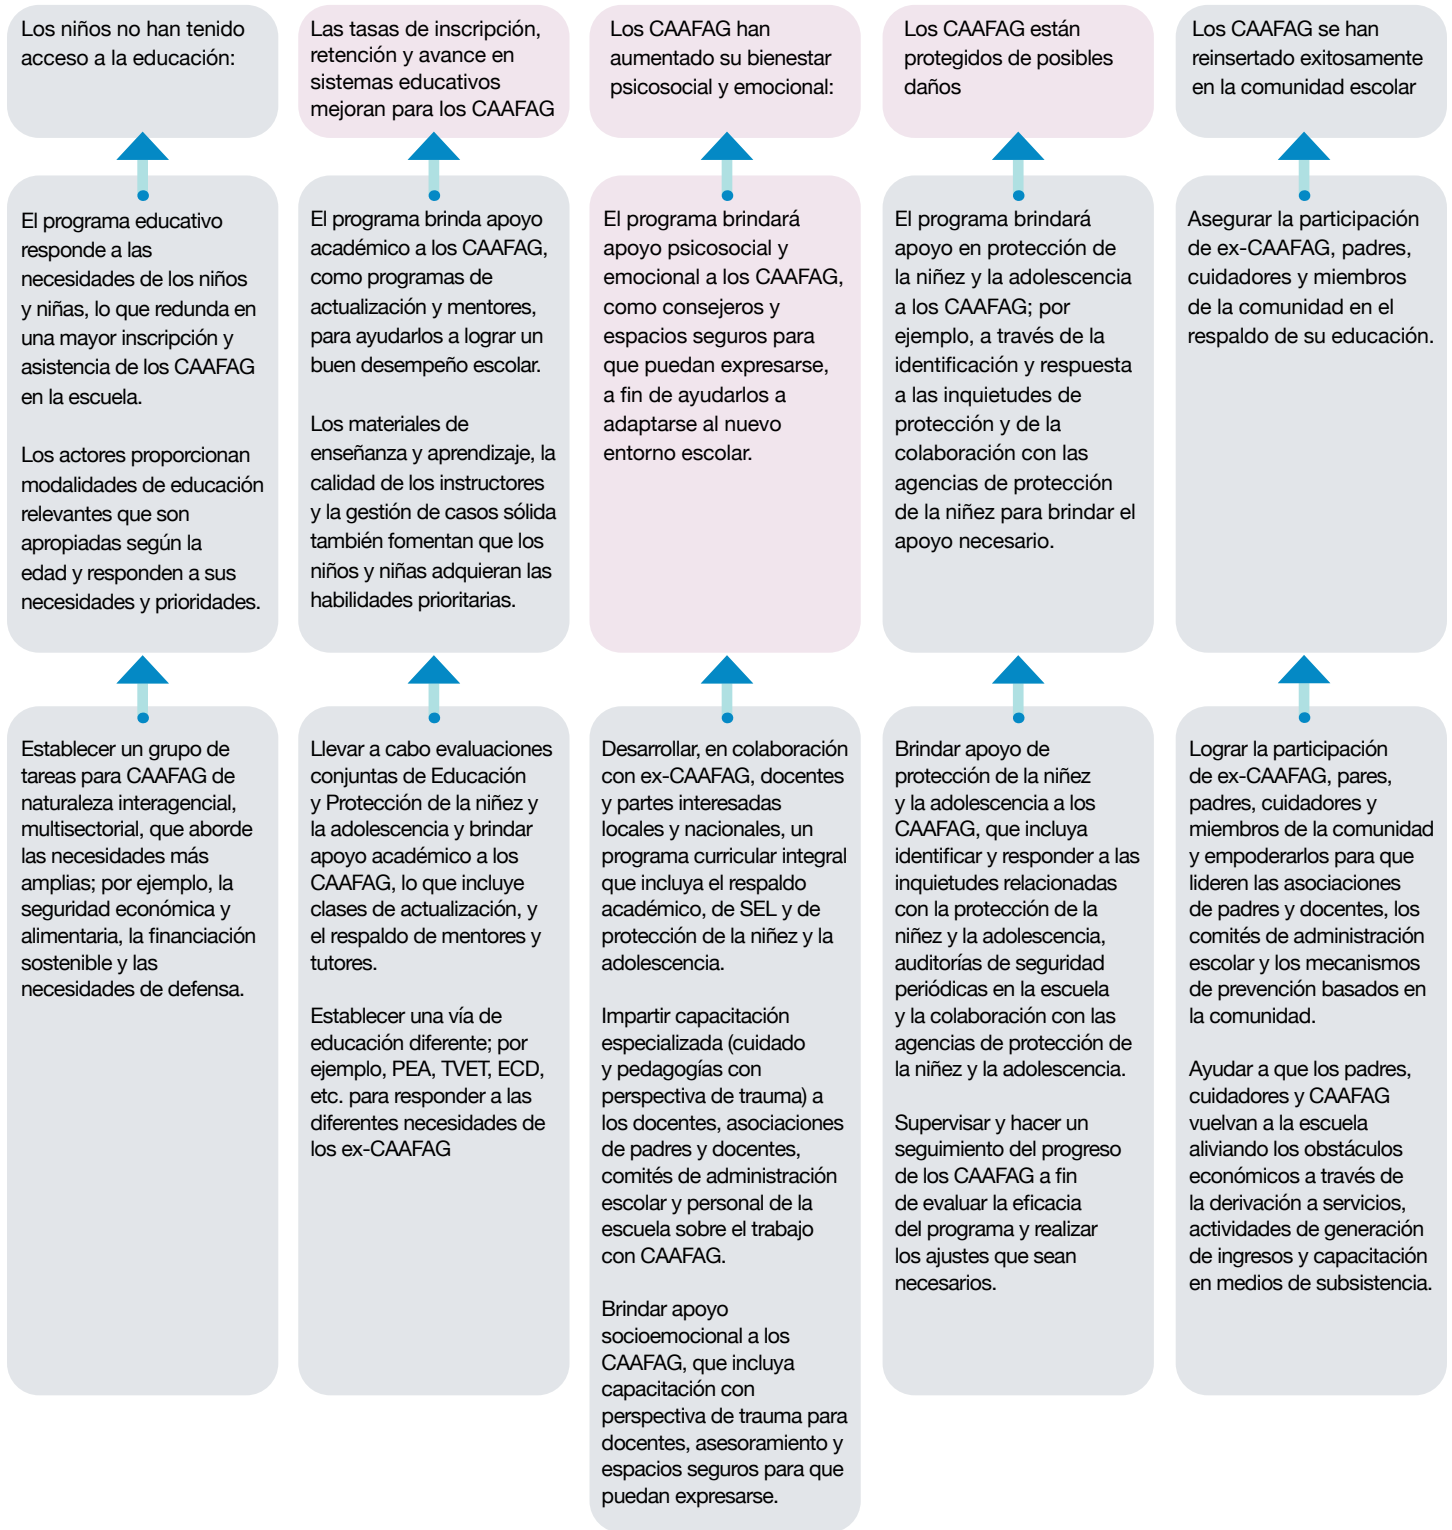 Los niños no han tenido
acceso a la educación:
Las tasas de inscripción,
retención y avance en
sistemas educativos
mejoran para los CAAFAG
Los CAAFAG han
aumentado su bienestar
psicosocial y emocional:
Los CAAFAG están
protegidos de posibles
daños
Los CAAFAG se han
reinsertado exitosamente
en la comunidad escolar
El programa educativo
responde a las
necesidades de los niños
y niñas, lo que redunda en
una mayor inscripción y
asistencia de los CAAFAG
en la escuela.
Los actores proporcionan
modalidades de educación
relevantes que son
apropiadas según la
edad y responden a sus
necesidades y prioridades.
El programa brinda apoyo
académico a los CAAFAG,
como programas de
actualización y mentores,
para ayudarlos a lograr un
buen desempeño escolar.
Los materiales de
enseñanza y aprendizaje, la
calidad de los instructores
y la gestión de casos sólida
también fomentan que los
niños y niñas adquieran las
habilidades prioritarias.
El programa brindará
apoyo psicosocial y
emocional a los CAAFAG,
como consejeros y
espacios seguros para
que puedan expresarse,
a fin de ayudarlos a
adaptarse al nuevo
entorno escolar.
El programa brindará
apoyo en protección de
la niñez y la adolescencia
a los CAAFAG; por
ejemplo, a través de la
identificación y respuesta
a las inquietudes de
protección y de la
colaboración con las
agencias de protección
de la niñez para brindar el
apoyo necesario.
Asegurar la participación
de ex-CAAFAG, padres,
cuidadores y miembros
de la comunidad en el
respaldo de su educación.
Establecer un grupo de
tareas para CAAFAG de
naturaleza interagencial,
multisectorial, que aborde
las necesidades más
amplias; por ejemplo, la
seguridad económica y
alimentaria, la financiación
sostenible y las
necesidades de defensa.
Llevar a cabo evaluaciones
conjuntas de Educación
y Protección de la niñez y
la adolescencia y brindar
apoyo académico a los
CAAFAG, lo que incluye
clases de actualización, y
el respaldo de mentores y
tutores.
Establecer una vía de
educación diferente; por
ejemplo, PEA, TVET, ECD,
etc. para responder a las
diferentes necesidades de
los ex-CAAFAG
Desarrollar, en colaboración
con ex-CAAFAG, docentes
y partes interesadas
locales y nacionales, un
programa curricular integral
que incluya el respaldo
académico, de SEL y de
protección de la niñez y la
adolescencia.
Impartir capacitación
especializada (cuidado
y pedagogías con
perspectiva de trauma) a
los docentes, asociaciones
de padres y docentes,
comités de administración
escolar y personal de la
escuela sobre el trabajo
con CAAFAG.
Brindar apoyo
socioemocional a los
CAAFAG, que incluya
capacitación con
perspectiva de trauma para
docentes, asesoramiento y
espacios seguros para que
puedan expresarse.
Brindar apoyo de
protección de la niñez
y la adolescencia a los
CAAFAG, que incluya
identificar y responder a las
inquietudes relacionadas
con la protección de la
niñez y la adolescencia,
auditorías de seguridad
periódicas en la escuela
y la colaboración con las
agencias de protección de
la niñez y la adolescencia.
Supervisar y hacer un
seguimiento del progreso
de los CAAFAG a fin
de evaluar la eficacia
del programa y realizar
los ajustes que sean
necesarios.
Lograr la participación
de ex-CAAFAG, pares,
padres, cuidadores y
miembros de la comunidad
y empoderarlos para que
lideren las asociaciones
de padres y docentes, los
comités de administración
escolar y los mecanismos
de prevención basados en
la comunidad.
Ayudar a que los padres,
cuidadores y CAAFAG
vuelvan a la escuela
aliviando los obstáculos
económicos a través de
la derivación a servicios,
actividades de generación
de ingresos y capacitación
en medios de subsistencia.